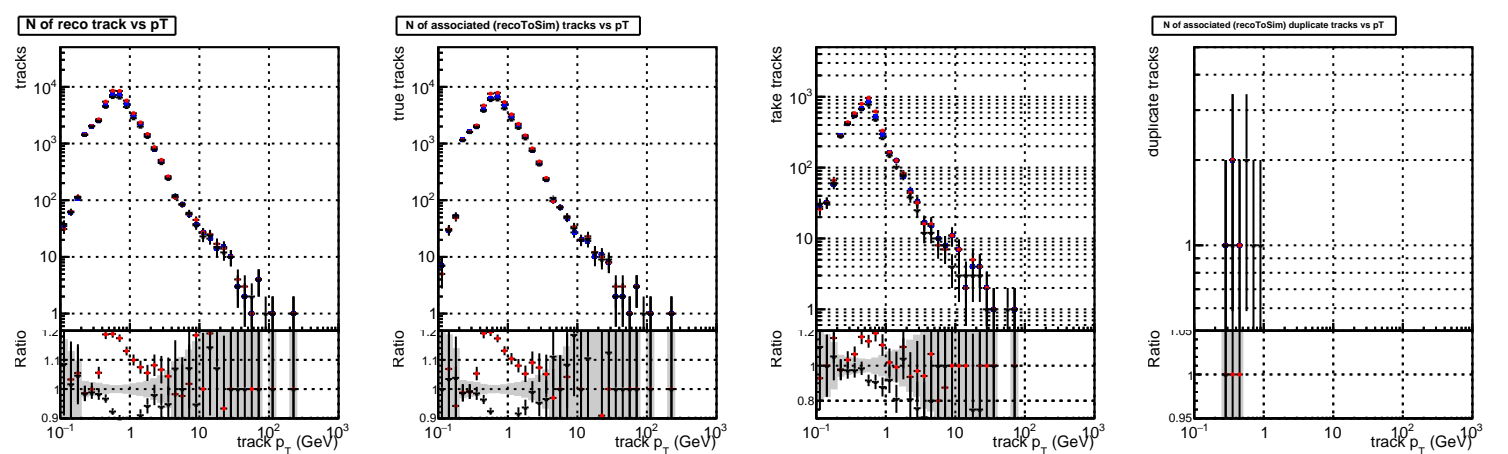 N of reco track vs pT
tracks
10⁴
10³
10²
10
1
Ratio
1.2
1.1
1
0.9
10⁻¹ 1 10 10² 10³
track p_T (GeV)
N of associated (recoToSim) tracks vs pT
true tracks
10⁴
10³
10²
10
1
Ratio
1.2
1.1
1
0.9
10⁻¹ 1 10 10² 10³
track p_T (GeV)
fake tracks
10³
10²
10
1
Ratio
1
0.8
10⁻¹ 1 10 10² 10³
track p_T (GeV)
N of associated (recoToSim) duplicate tracks vs pT
duplicate tracks
1
Ratio
1.05
1
0.95
10⁻¹ 1 10 10² 10³
track p_T (GeV)